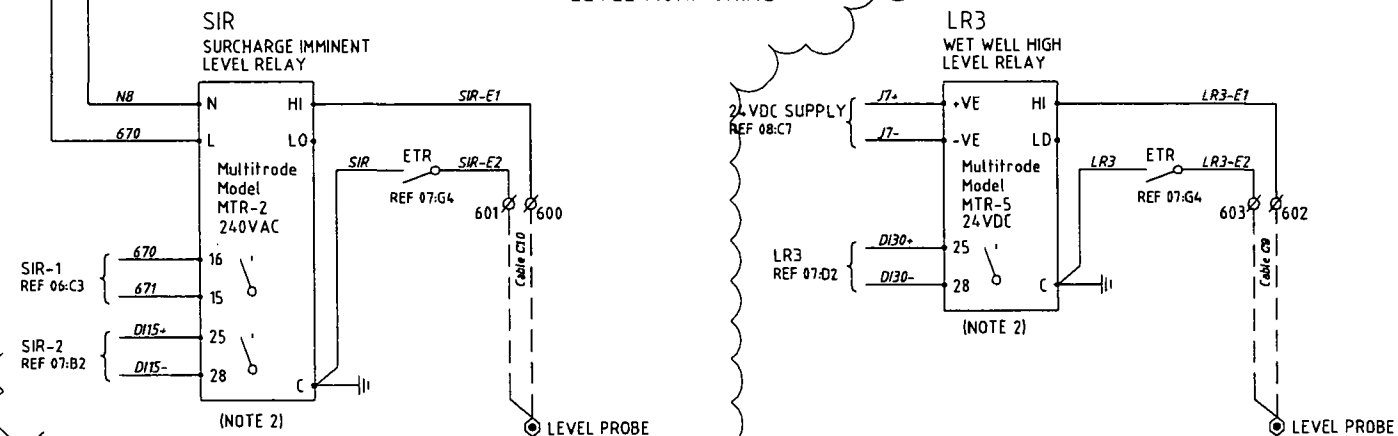 SIR
SURCHARGE IMMINENT
LEVEL RELAY
N8
N
HI
SIR-E1
670
L
LO
SIR
ETR
SIR-E2
REF 07:G4
Multitrode
Model
MTR-2
240VAC
601
600
Cable C10
SIR-1
REF 06:C3
670
16
671
15
SIR-2
REF 07:B2
DI15+
25
DI15-
28
C
(NOTE 2)
LEVEL PROBE
LR3
WET WELL HIGH
LEVEL RELAY
24VDC SUPPLY
REF 08:C7
J7+
+VE
HI
LR3-E1
J7-
-VE
LO
LR3
ETR
LR3-E2
REF 07:G4
Multitrode
Model
MTR-5
24VDC
603
602
Cable C9
LR3
REF 07:D2
DI30+
25
DI30-
28
C
(NOTE 2)
LEVEL PROBE